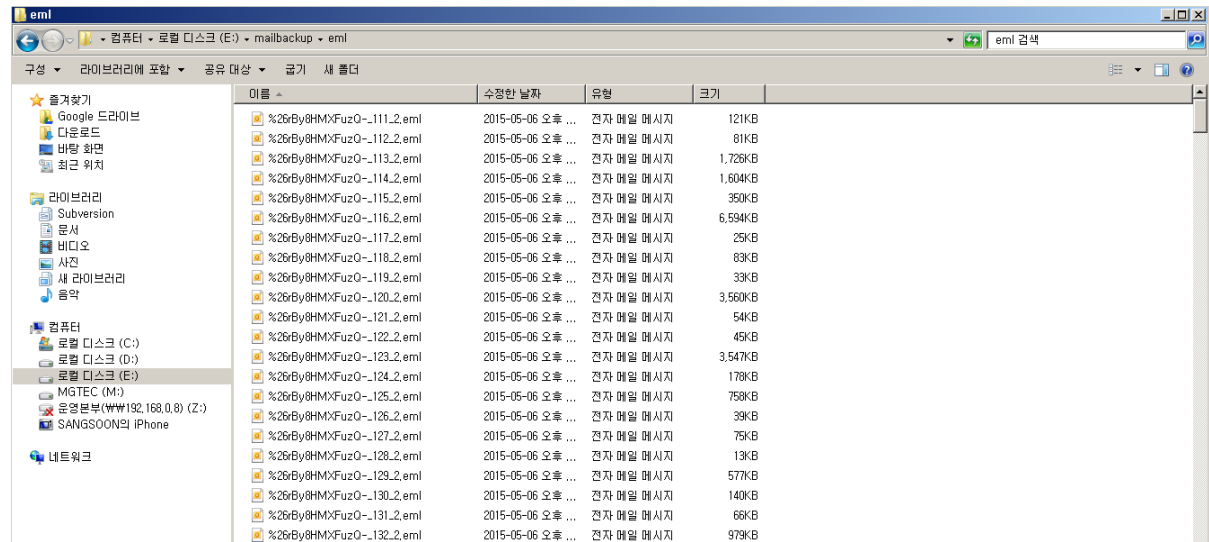 eml
컴퓨터 로컬 디스크 (E:) mailbackup eml
eml 검색
구성 라이브러리에 포함 공유 대상 굽기 새 폴더
즐겨찾기
Google 드라이브
다운로드
바탕 화면
최근 위치
라이브러리
Subversion
문서
비디오
사진
새 라이브러리
음악
컴퓨터
로컬 디스크 (C:)
로컬 디스크 (D:)
로컬 디스크 (E:)
MGTEC (M:)
운영본부(₩₩192.168.0.8) (Z:)
SANGSOON의 iPhone
네트워크
이름 수정한 날짜 유형 크기
%26rBy8HMXFuzQ-_111_2.eml 2015-05-06 오후 ... 전자 메일 메시지 121KB
%26rBy8HMXFuzQ-_112_2.eml 2015-05-06 오후 ... 전자 메일 메시지 81KB
%26rBy8HMXFuzQ-_113_2.eml 2015-05-06 오후 ... 전자 메일 메시지 1,726KB
%26rBy8HMXFuzQ-_114_2.eml 2015-05-06 오후 ... 전자 메일 메시지 1,604KB
%26rBy8HMXFuzQ-_115_2.eml 2015-05-06 오후 ... 전자 메일 메시지 350KB
%26rBy8HMXFuzQ-_116_2.eml 2015-05-06 오후 ... 전자 메일 메시지 6,594KB
%26rBy8HMXFuzQ-_117_2.eml 2015-05-06 오후 ... 전자 메일 메시지 25KB
%26rBy8HMXFuzQ-_118_2.eml 2015-05-06 오후 ... 전자 메일 메시지 83KB
%26rBy8HMXFuzQ-_119_2.eml 2015-05-06 오후 ... 전자 메일 메시지 33KB
%26rBy8HMXFuzQ-_120_2.eml 2015-05-06 오후 ... 전자 메일 메시지 3,560KB
%26rBy8HMXFuzQ-_121_2.eml 2015-05-06 오후 ... 전자 메일 메시지 54KB
%26rBy8HMXFuzQ-_122_2.eml 2015-05-06 오후 ... 전자 메일 메시지 45KB
%26rBy8HMXFuzQ-_123_2.eml 2015-05-06 오후 ... 전자 메일 메시지 3,547KB
%26rBy8HMXFuzQ-_124_2.eml 2015-05-06 오후 ... 전자 메일 메시지 178KB
%26rBy8HMXFuzQ-_125_2.eml 2015-05-06 오후 ... 전자 메일 메시지 758KB
%26rBy8HMXFuzQ-_126_2.eml 2015-05-06 오후 ... 전자 메일 메시지 39KB
%26rBy8HMXFuzQ-_127_2.eml 2015-05-06 오후 ... 전자 메일 메시지 75KB
%26rBy8HMXFuzQ-_128_2.eml 2015-05-06 오후 ... 전자 메일 메시지 13KB
%26rBy8HMXFuzQ-_129_2.eml 2015-05-06 오후 ... 전자 메일 메시지 577KB
%26rBy8HMXFuzQ-_130_2.eml 2015-05-06 오후 ... 전자 메일 메시지 140KB
%26rBy8HMXFuzQ-_131_2.eml 2015-05-06 오후 ... 전자 메일 메시지 66KB
%26rBy8HMXFuzQ-_132_2.eml 2015-05-06 오후 ... 전자 메일 메시지 979KB